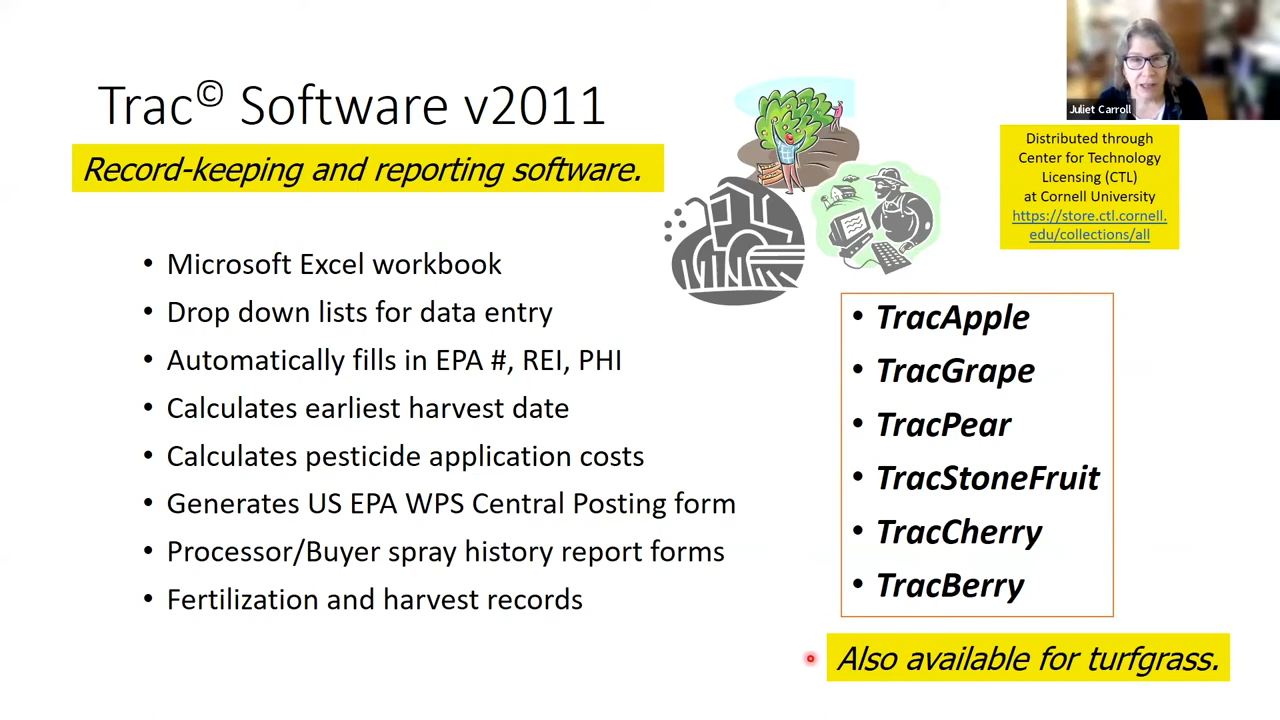 Trac© Software v2011
Record-keeping and reporting software.
• Microsoft Excel workbook
• Drop down lists for data entry
• Automatically fills in EPA #, REI, PHI
• Calculates earliest harvest date
• Calculates pesticide application costs
• Generates US EPA WPS Central Posting form
• Processor/Buyer spray history report forms
• Fertilization and harvest records
Juliet Carroll
Distributed through
Center for Technology
Licensing (CTL)
at Cornell University
https://store.ctl.cornell.
edu/collections/all
• TracApple
• TracGrape
• TracPear
• TracStoneFruit
• TracCherry
• TracBerry
Also available for turfgrass.